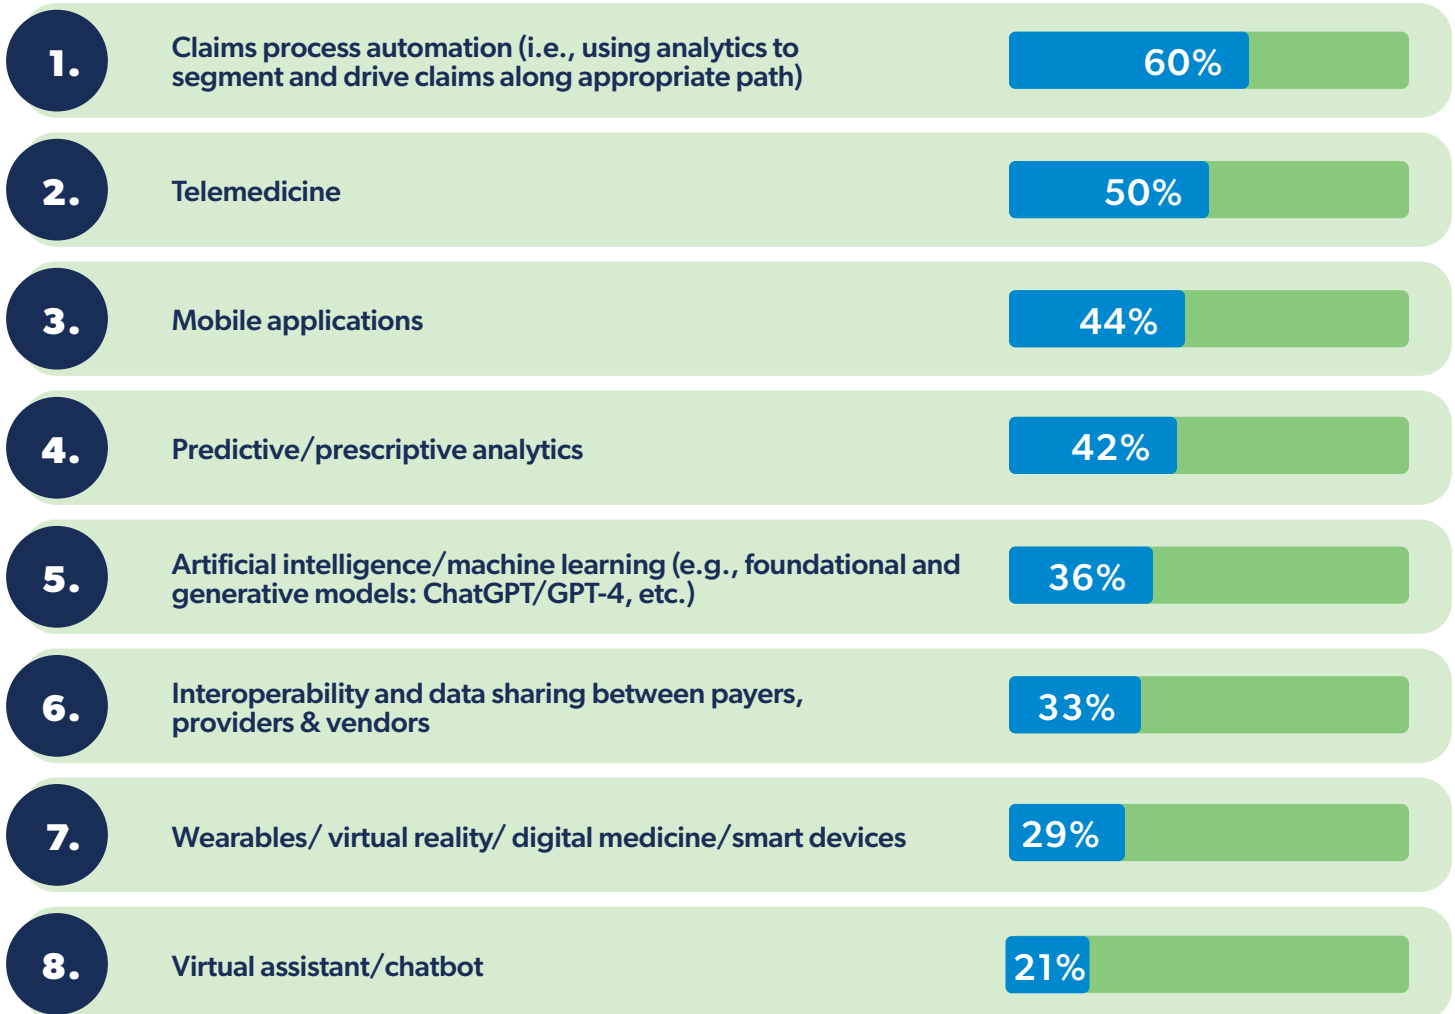 1.
Claims process automation (i.e., using analytics to
segment and drive claims along appropriate path)
60%
2.
Telemedicine
50%
3.
Mobile applications
44%
4.
Predictive/prescriptive analytics
42%
5.
Artificial intelligence/machine learning (e.g., foundational and
generative models: ChatGPT/GPT-4, etc.)
36%
6.
Interoperability and data sharing between payers,
providers & vendors
33%
7.
Wearables/ virtual reality/ digital medicine/smart devices
29%
8.
Virtual assistant/chatbot
21%